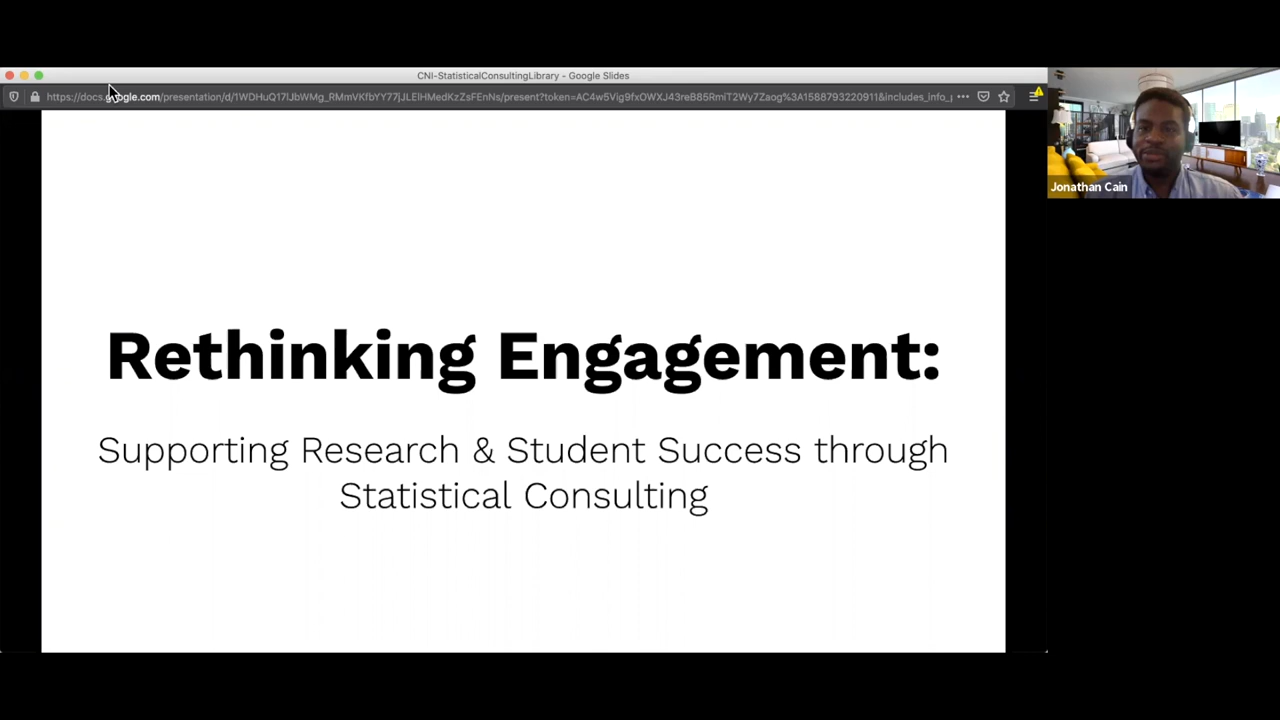 CNI-StatisticalConsultingLibrary - Google Slides
Jonathan Cain
Rethinking Engagement:
Supporting Research & Student Success through
Statistical Consulting